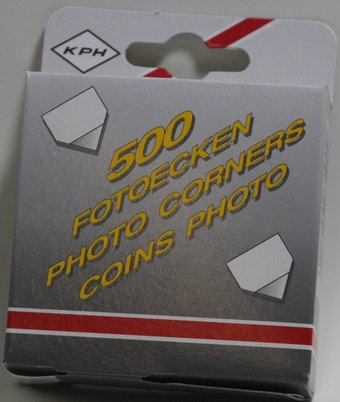 KPH
500
FOTOECKEN
PHOTO CORNERS
COINS PHOTO